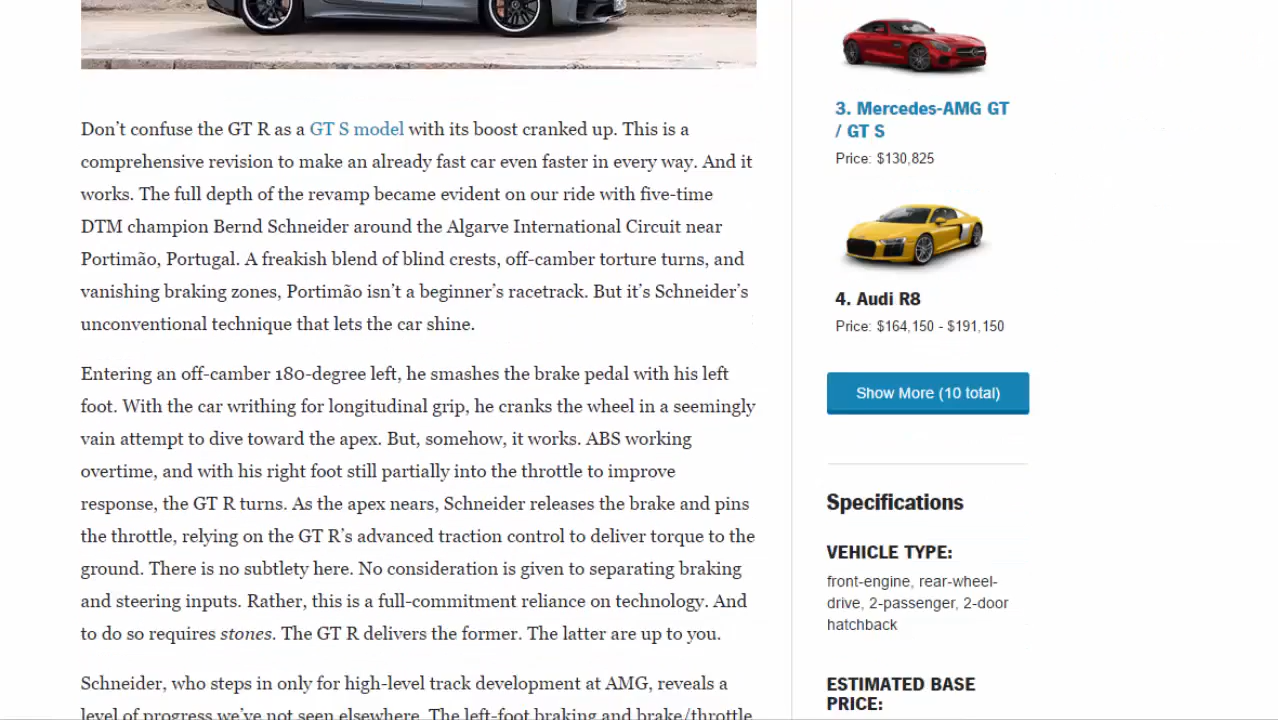 Don’t confuse the GT R as a GT S model with its boost cranked up. This is a
comprehensive revision to make an already fast car even faster in every way. And it
works. The full depth of the revamp became evident on our ride with five-time
DTM champion Bernd Schneider around the Algarve International Circuit near
Portimão, Portugal. A freakish blend of blind crests, off-camber torture turns, and
vanishing braking zones, Portimão isn’t a beginner’s racetrack. But it’s Schneider’s
unconventional technique that lets the car shine.
Entering an off-camber 180-degree left, he smashes the brake pedal with his left
foot. With the car writhing for longitudinal grip, he cranks the wheel in a seemingly
vain attempt to dive toward the apex. But, somehow, it works. ABS working
overtime, and with his right foot still partially into the throttle to improve
response, the GT R turns. As the apex nears, Schneider releases the brake and pins
the throttle, relying on the GT R’s advanced traction control to deliver torque to the
ground. There is no subtlety here. No consideration is given to separating braking
and steering inputs. Rather, this is a full-commitment reliance on technology. And
to do so requires stones. The GT R delivers the former. The latter are up to you.
Schneider, who steps in only for high-level track development at AMG, reveals a
level of progress we’ve not seen elsewhere. The left-foot braking and brake/throttle
3. Mercedes-AMG GT
/ GT S
Price: $130,825
4. Audi R8
Price: $164,150 - $191,150
Show More (10 total)
Specifications
VEHICLE TYPE:
front-engine, rear-wheel-
drive, 2-passenger, 2-door
hatchback
ESTIMATED BASE
PRICE: